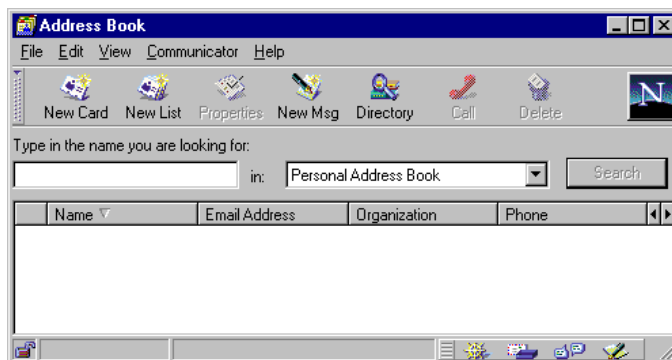 Address Book
File Edit View Communicator Help
New Card New List Properties New Msg Directory Call Delete N
Type in the name you are looking for:
in: Personal Address Book Search
Name Email Address Organization Phone